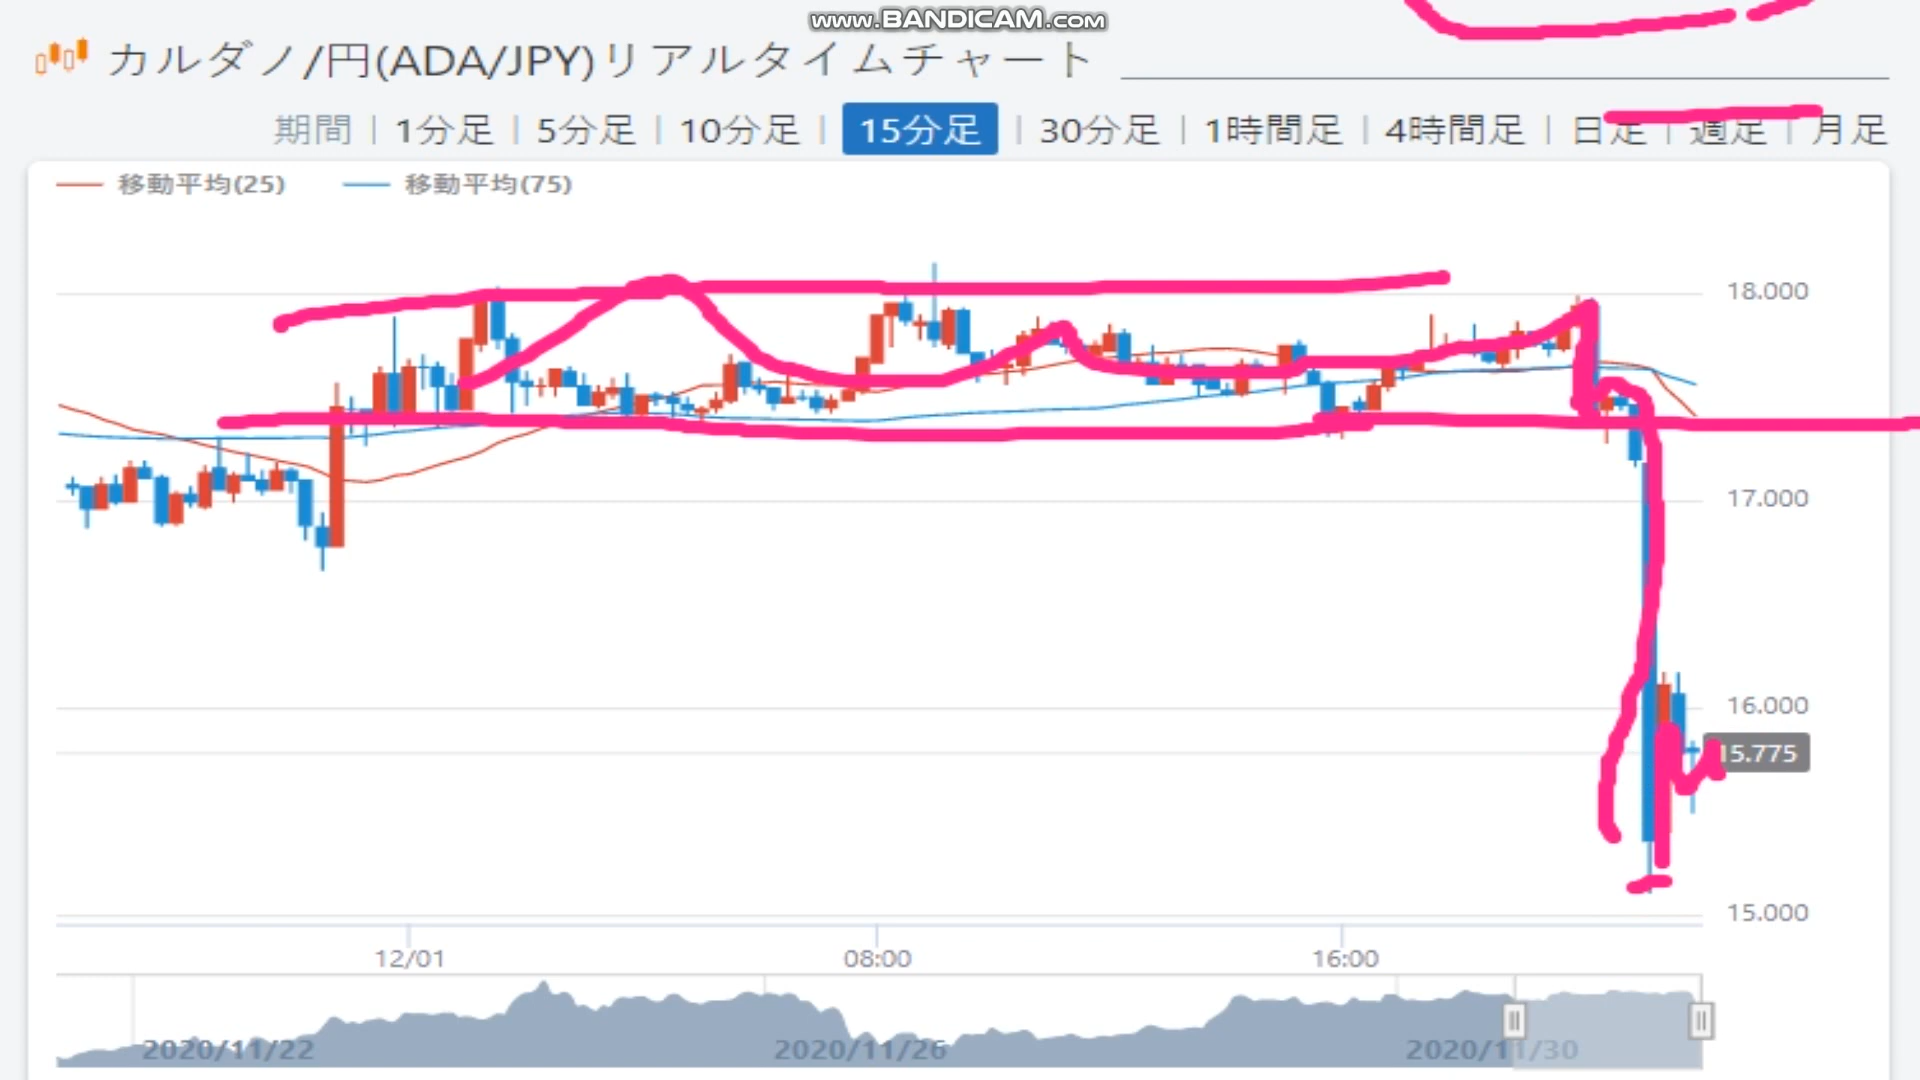 www.BANDICAM.com
カルダノ/円(ADA/JPY)リアルタイムチャート
期間 | 1分足 | 5分足 | 10分足 | 15分足 | 30分足 | 1時間足 | 4時間足 | 日足 | 週足 | 月足
移動平均(25) 移動平均(75)
18.000
17.000
16.000
15.775
15.000
12/01 08:00 16:00
2020/11/22 2020/11/26 2020/11/30